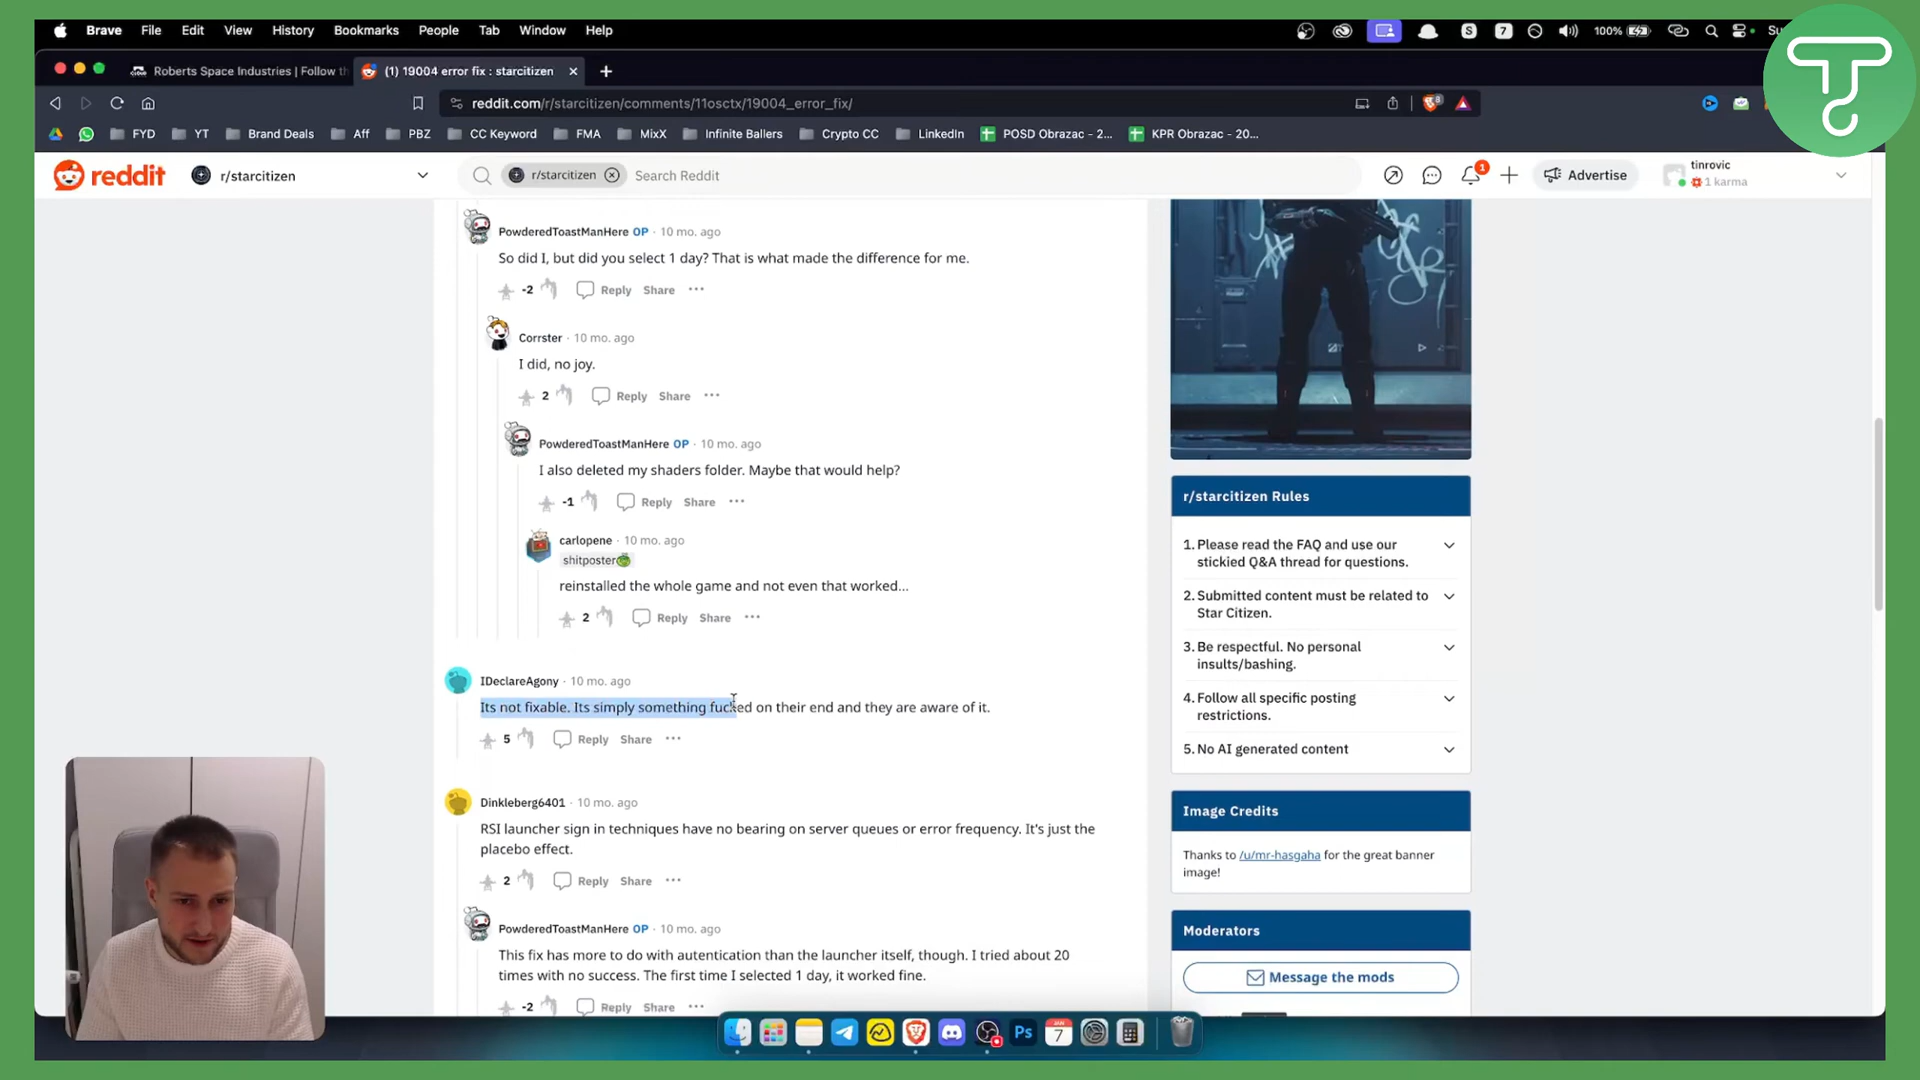 Brave File Edit View History Bookmarks People Tab Window Help
7 100% Su
Roberts Space Industries | Follow th (1) 19004 error fix : starcitizen
reddit.com/r/starcitizen/comments/11osctx/19004_error_fix/
FYD YT Brand Deals Aff PBZ CC Keyword FMA MixX Infinite Ballers Crypto CC LinkedIn POSD Obrazac - 2... KPR Obrazac - 20...
reddit r/starcitizen r/starcitizen Search Reddit 1 Advertise tinrovic
1 karma
PowderedToastManHere OP · 10 mo. ago
So did I, but did you select 1 day? That is what made the difference for me.
-2 Reply Share ...
Corrster · 10 mo. ago
I did, no joy.
2 Reply Share ...
PowderedToastManHere OP · 10 mo. ago
I also deleted my shaders folder. Maybe that would help?
-1 Reply Share ...
carlopene · 10 mo. ago
shitposter
reinstalled the whole game and not even that worked...
2 Reply Share ...
IDeclareAgony · 10 mo. ago
Its not fixable. Its simply something fucked on their end and they are aware of it.
5 Reply Share ...
Dinkleberg6401 · 10 mo. ago
RSI launcher sign in techniques have no bearing on server queues or error frequency. It's just the
placebo effect.
2 Reply Share ...
PowderedToastManHere OP · 10 mo. ago
This fix has more to do with autentication than the launcher itself, though. I tried about 20
times with no success. The first time I selected 1 day, it worked fine.
-2 Reply Share ...
r/starcitizen Rules
1. Please read the FAQ and use our
stickied Q&A thread for questions.
2. Submitted content must be related to
Star Citizen.
3. Be respectful. No personal
insults/bashing.
4. Follow all specific posting
restrictions.
5. No AI generated content
Image Credits
Thanks to /u/mr-hasgaha for the great banner
image!
Moderators
Message the mods
JAN
7
Ps